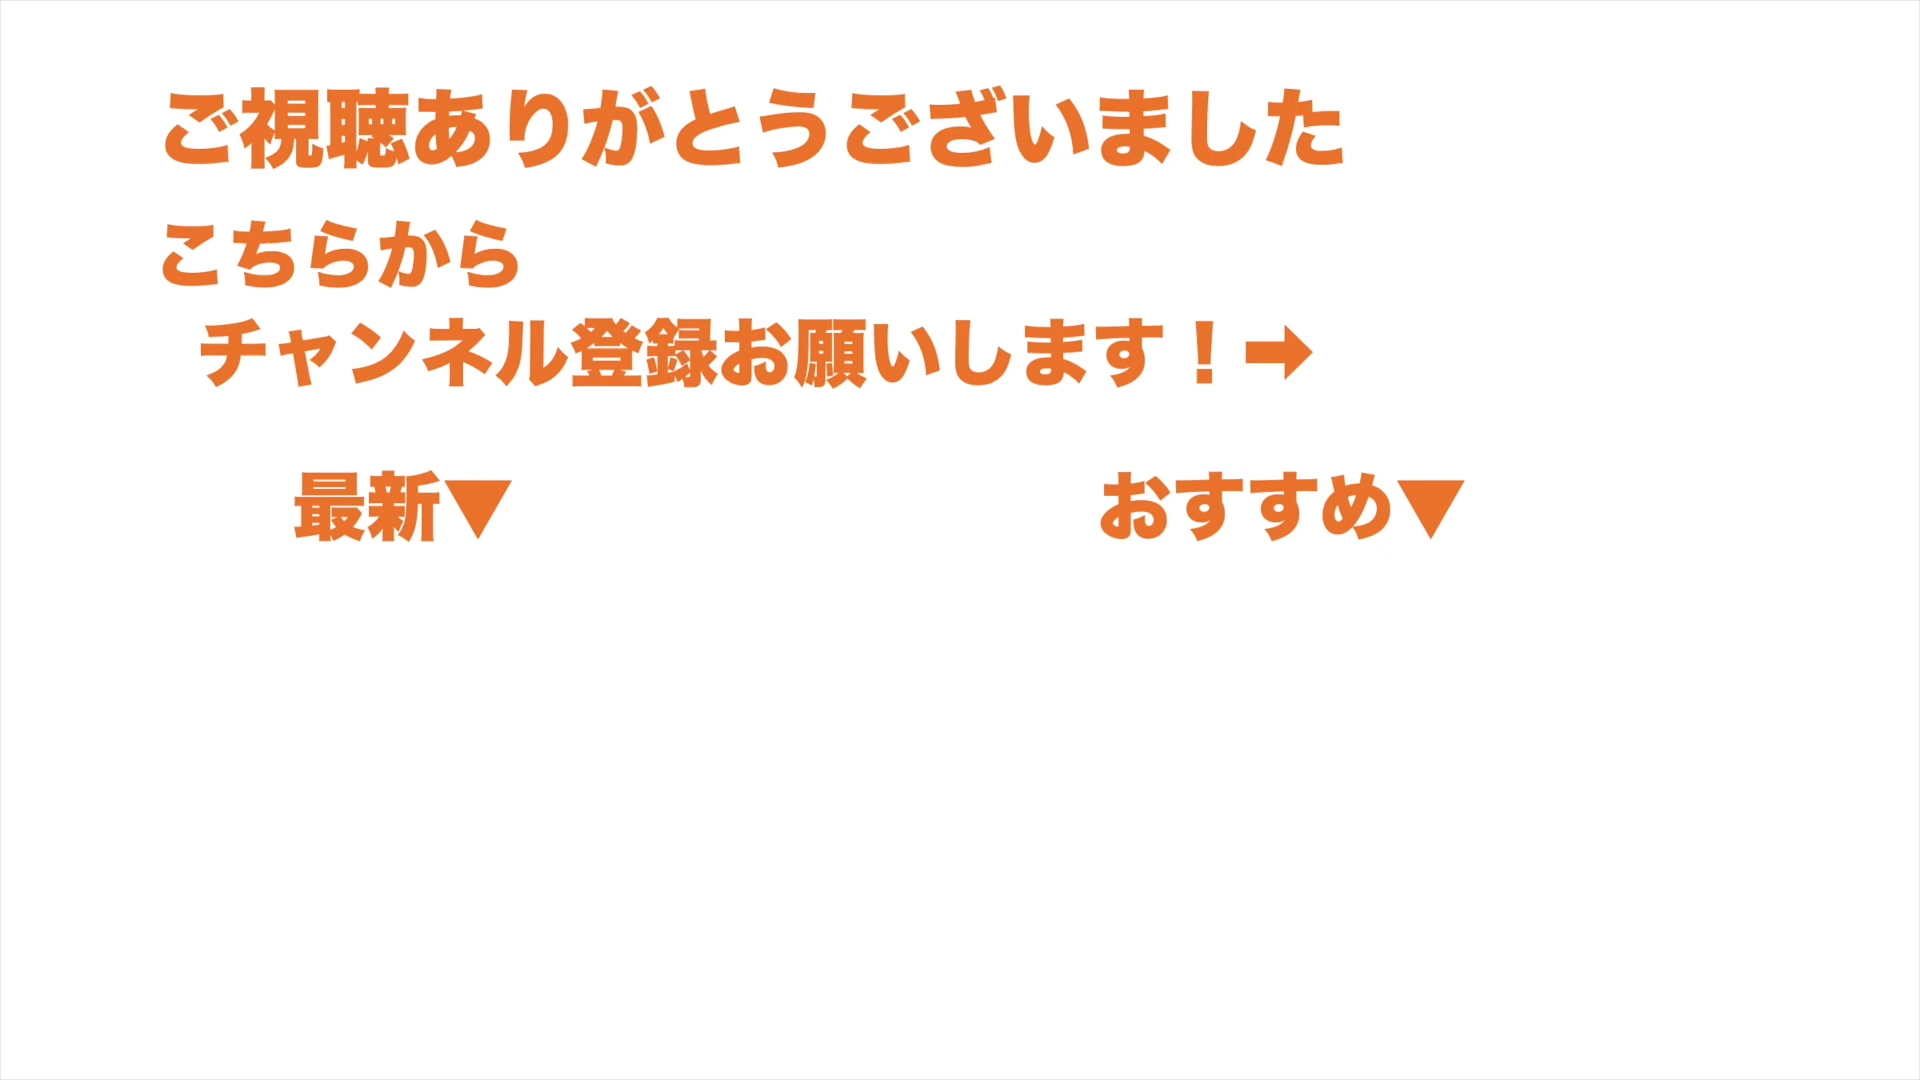 ご視聴ありがとうございました
こちらから
チャンネル登録お願いします！➡
最新▼
おすすめ▼